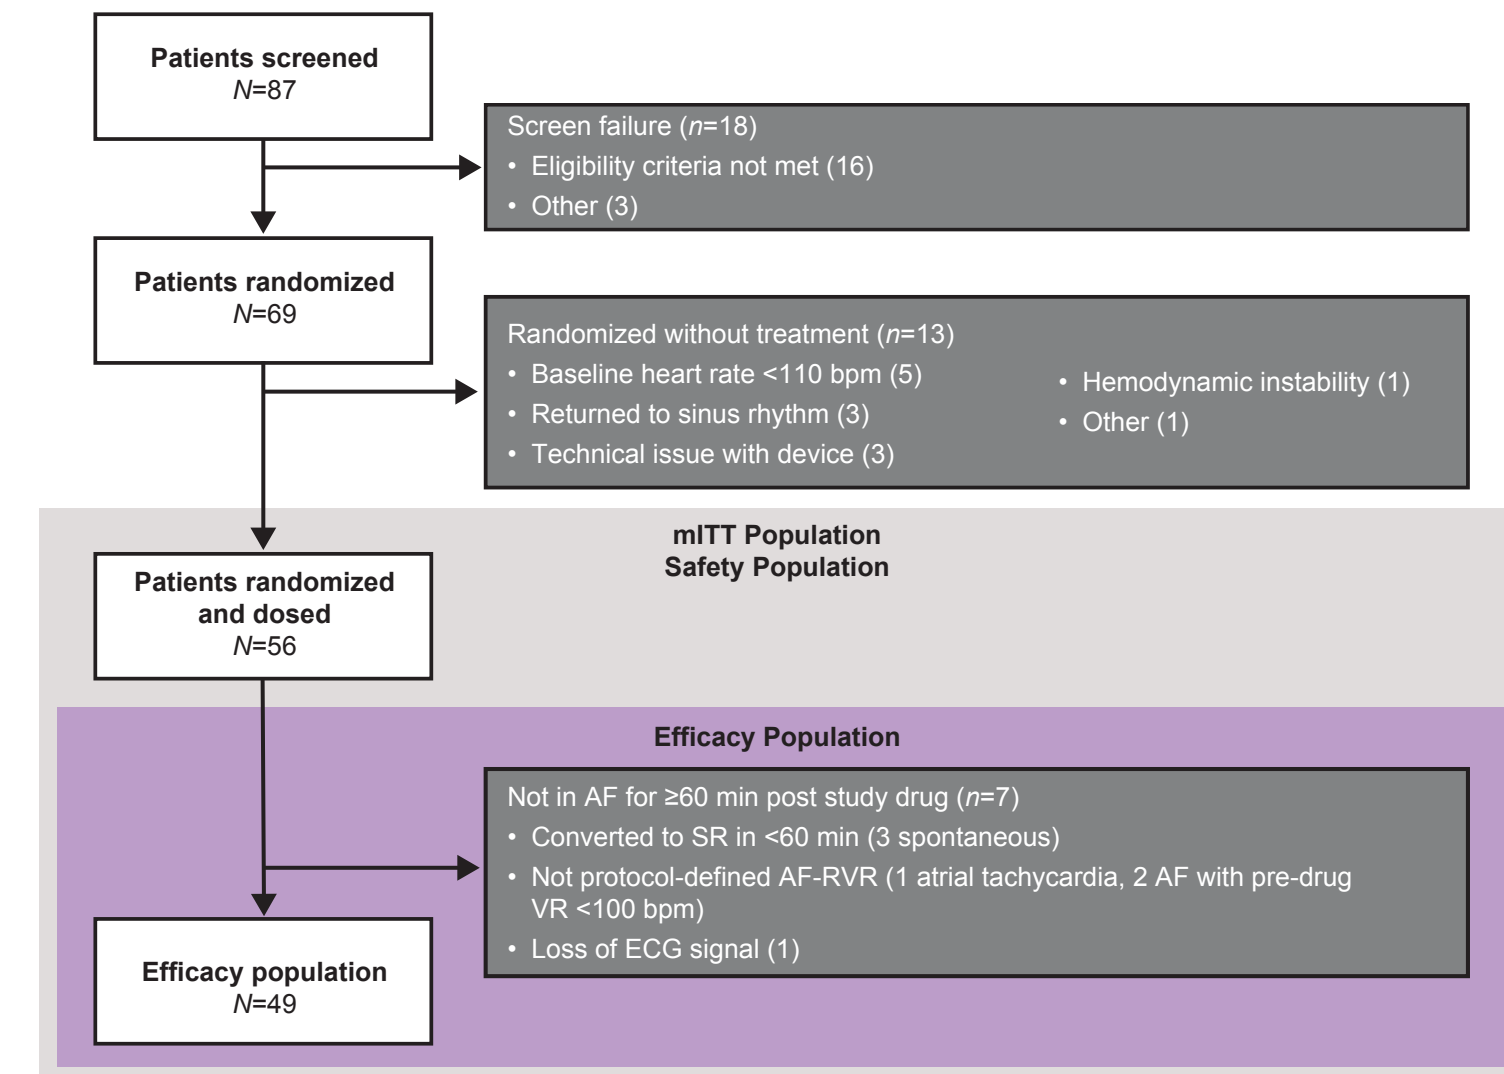 Patients screened
N=87
Screen failure (n=18)
• Eligibility criteria not met (16)
• Other (3)
Patients randomized
N=69
Randomized without treatment (n=13)
• Baseline heart rate <110 bpm (5)
• Returned to sinus rhythm (3)
• Technical issue with device (3)
• Hemodynamic instability (1)
• Other (1)
mITT Population
Safety Population
Patients randomized
and dosed
N=56
Efficacy Population
Not in AF for ≥60 min post study drug (n=7)
• Converted to SR in <60 min (3 spontaneous)
• Not protocol-defined AF-RVR (1 atrial tachycardia, 2 AF with pre-drug
VR <100 bpm)
• Loss of ECG signal (1)
Efficacy population
N=49